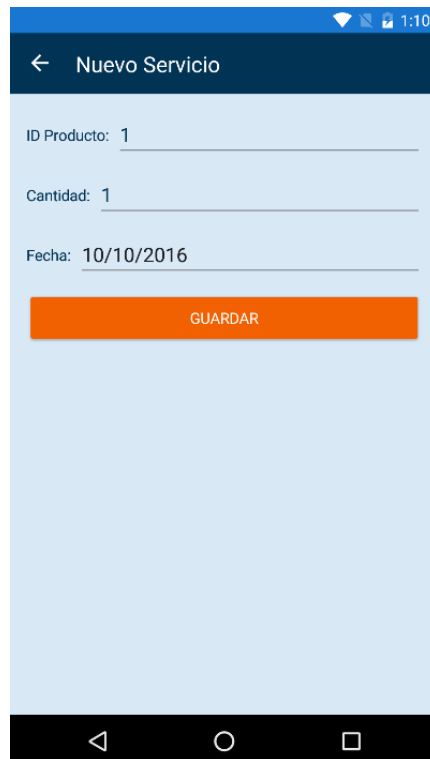 1:10
Nuevo Servicio
ID Producto: 1
Cantidad: 1
Fecha: 10/10/2016
GUARDAR